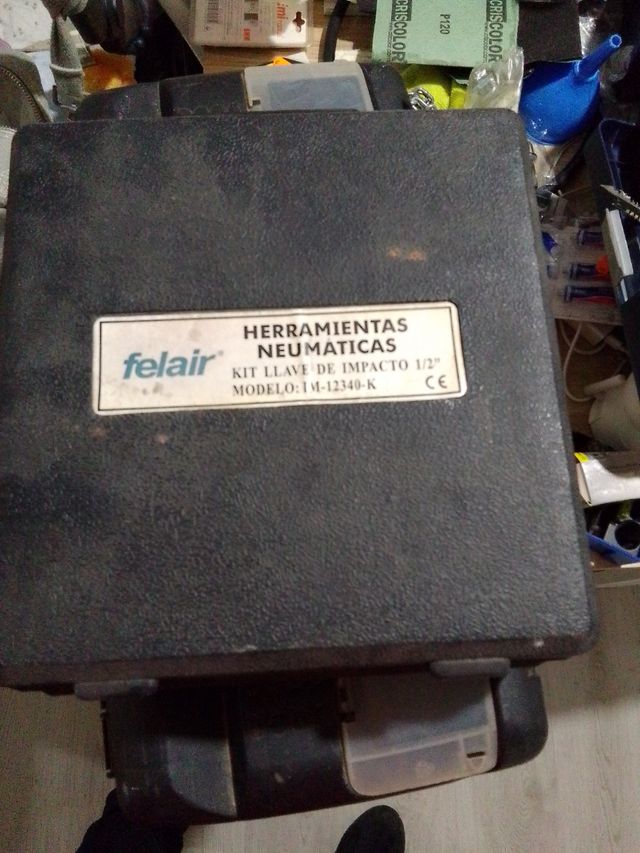 CRISCOLOR
P120
felair®
HERRAMIENTAS
NEUMATICAS
KIT LLAVE DE IMPACTO 1/2"
MODELO: IM-12340-K
CE